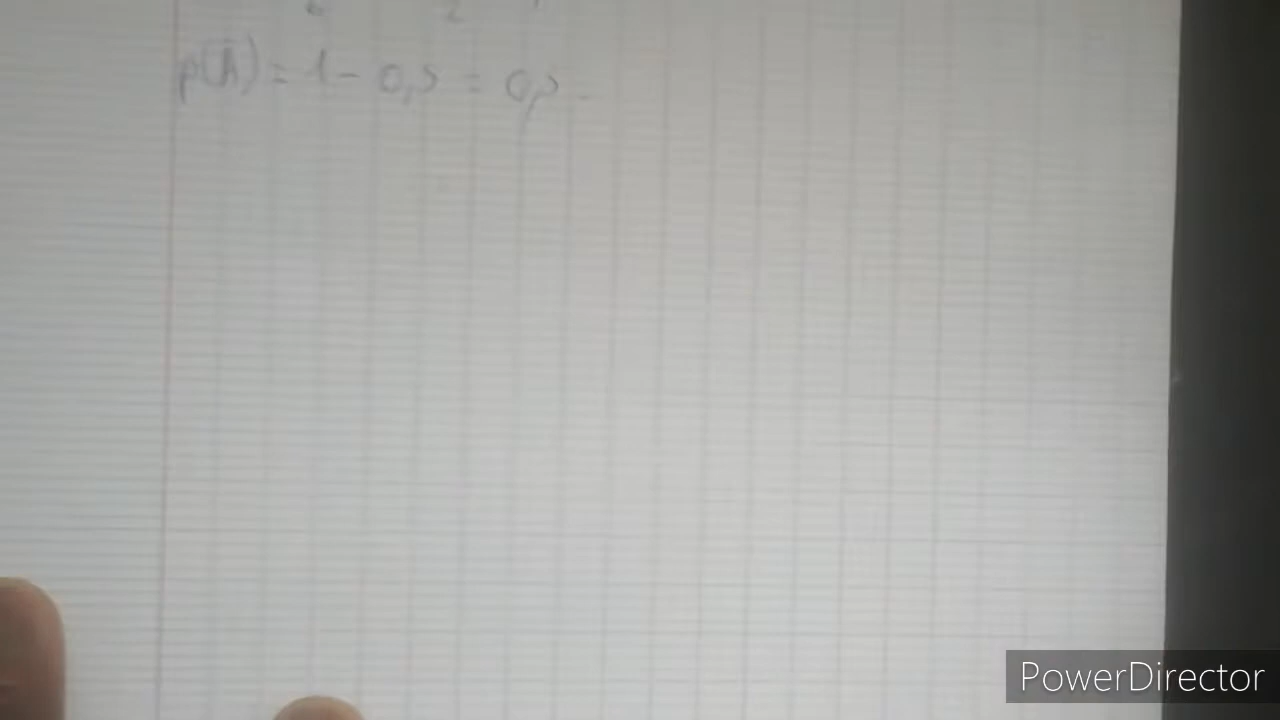 p(Ā) = 1 - 0,5 = 0,5.
PowerDirector